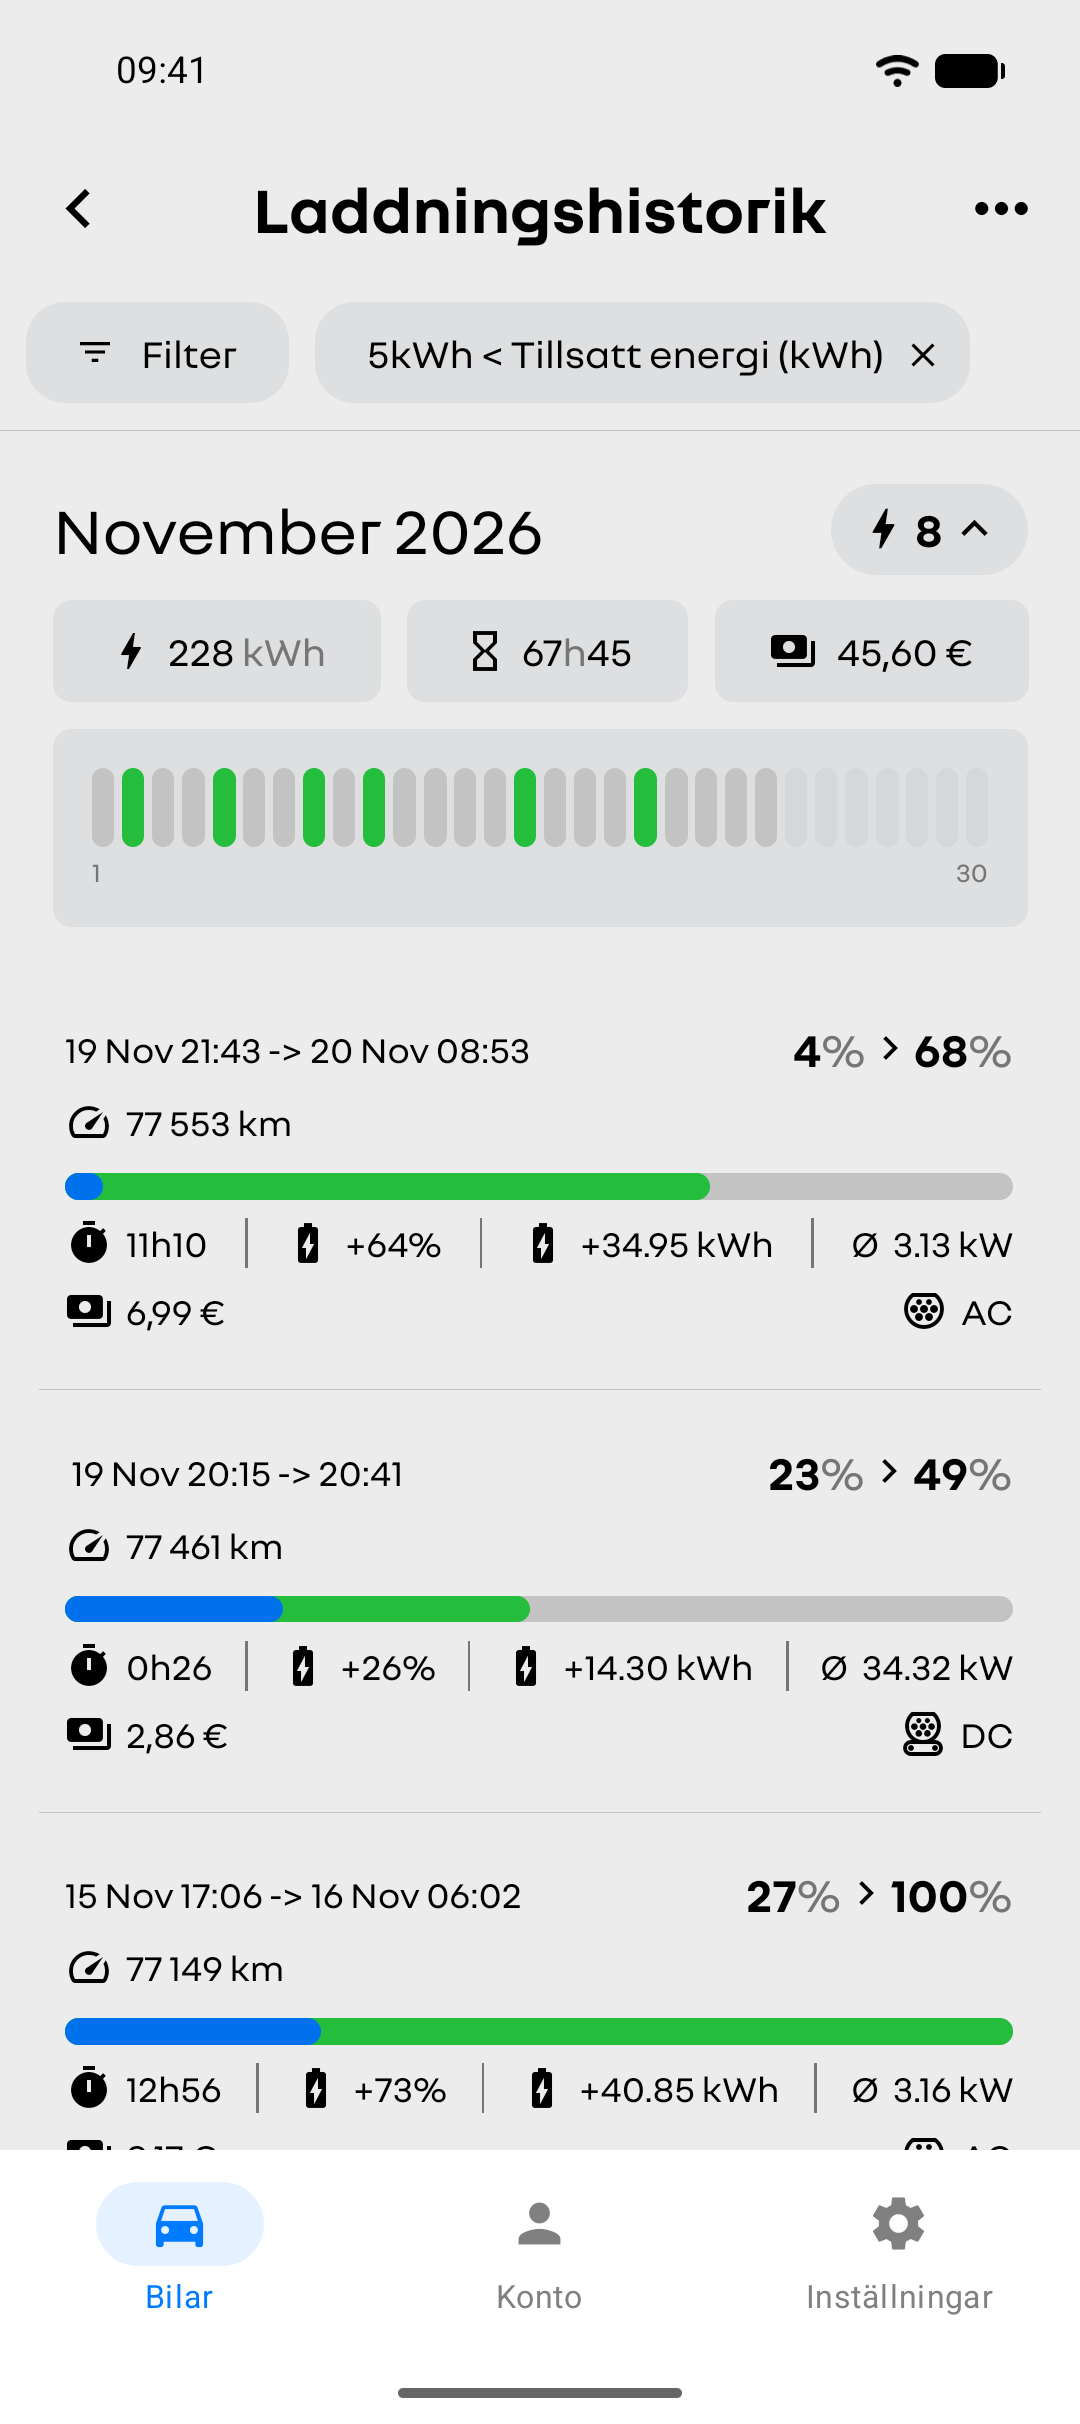 09:41
Laddningshistorik
Filter
5kWh < Tillsatt energi (kWh)
November 2026
8
228 kWh
67h45
45,60 €
1
30
19 Nov 21:43 -> 20 Nov 08:53
4% > 68%
77 553 km
11h10
+64%
+34.95 kWh
Ø 3.13 kW
6,99 €
AC
19 Nov 20:15 -> 20:41
23% > 49%
77 461 km
0h26
+26%
+14.30 kWh
Ø 34.32 kW
2,86 €
DC
15 Nov 17:06 -> 16 Nov 06:02
27% > 100%
77 149 km
12h56
+73%
+40.85 kWh
Ø 3.16 kW
Bilar
Konto
Inställningar